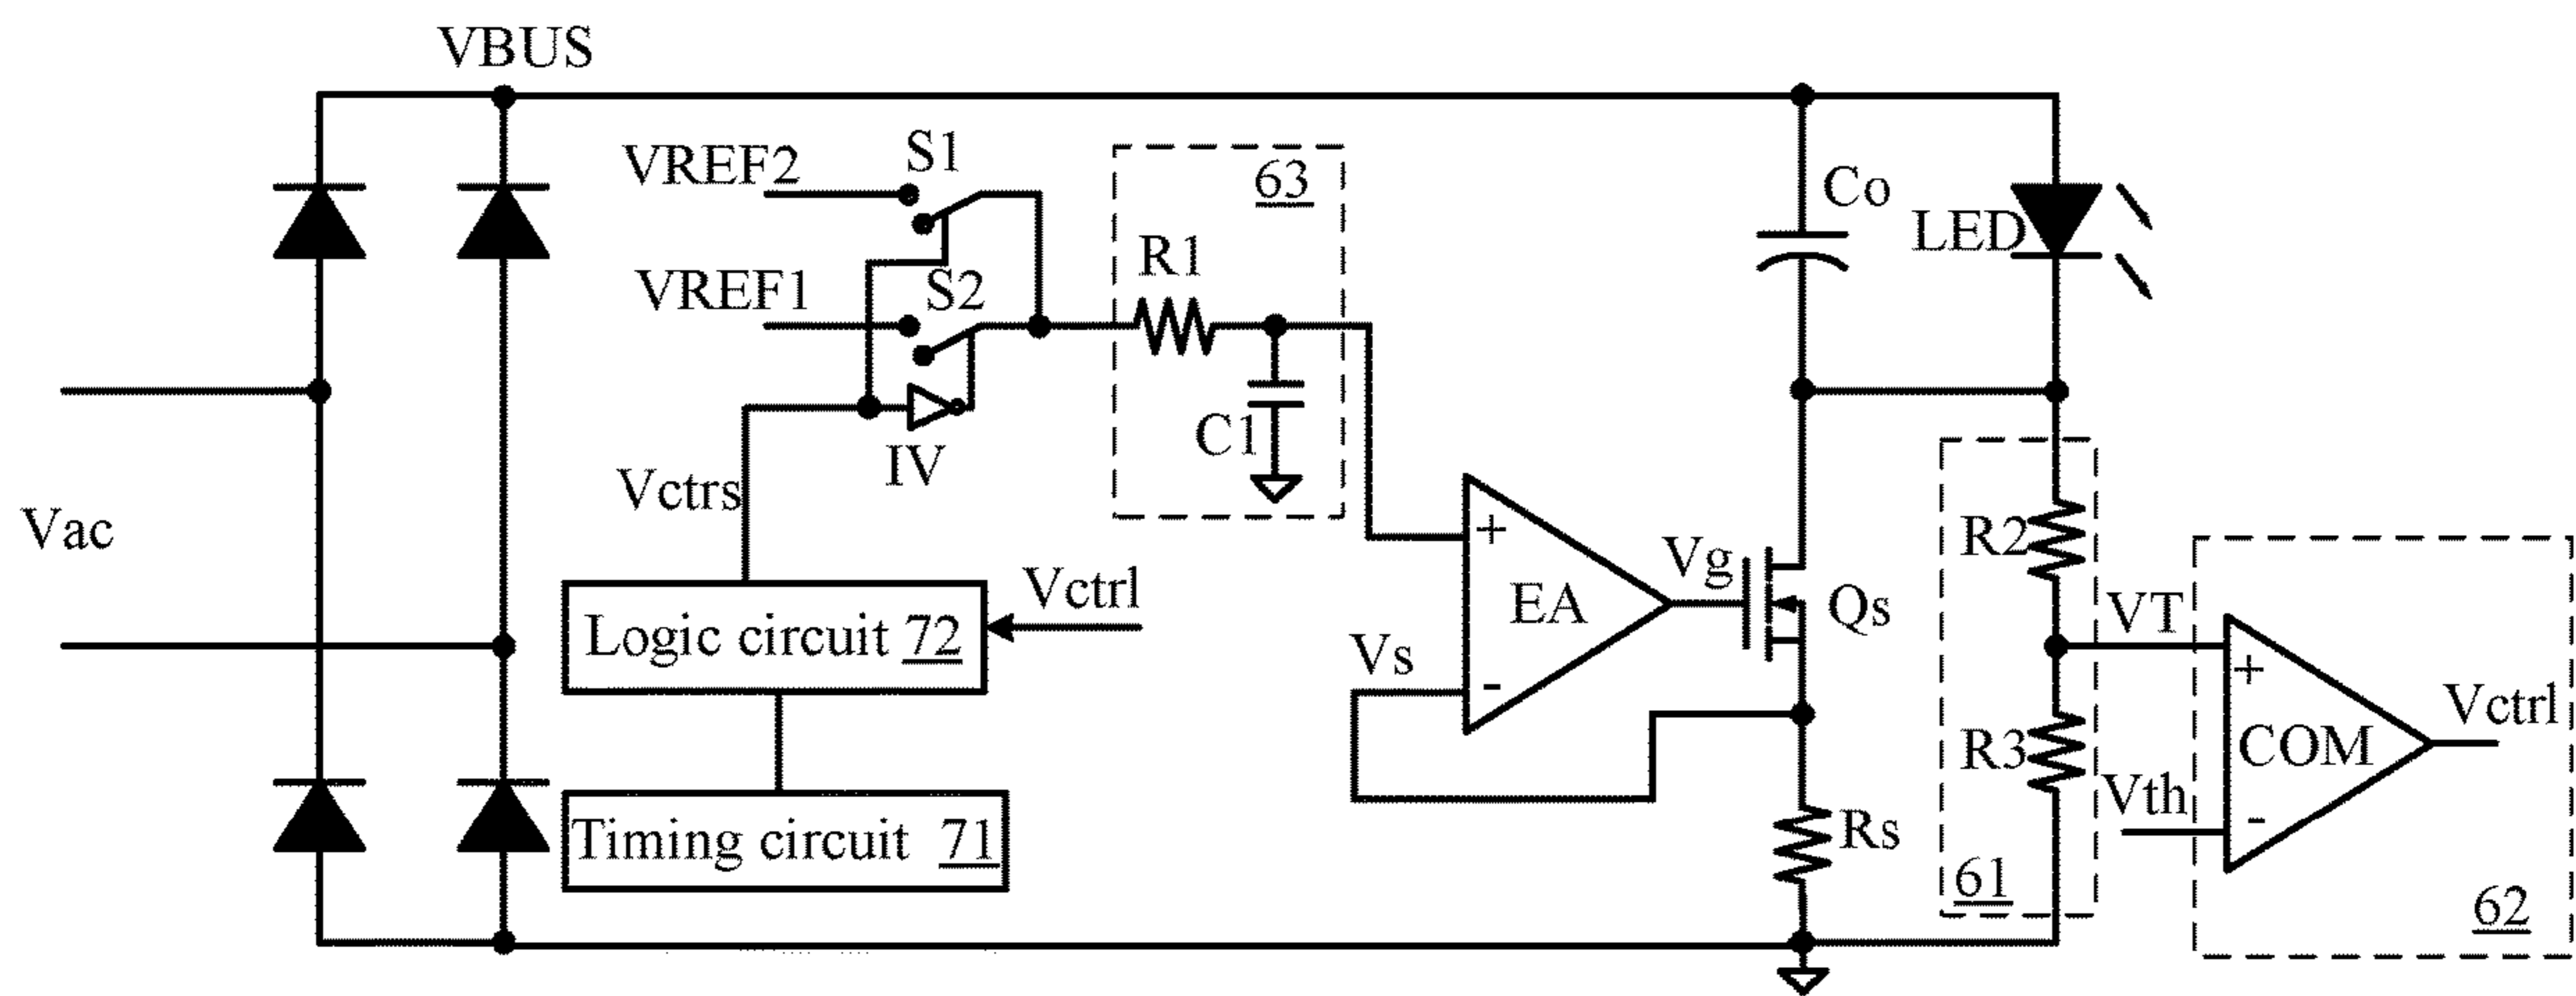 VBUS
VREF2
S1
63
Co
LED
R1
VREF1
S2
C1
IV
Vctrs
Vac
+
EA
-
Vg
Qs
R2
Vctrl
Logic circuit 72
VT
Vs
+
COM
-
Vctrl
R3
Vth
Timing circuit 71
Rs
61
62